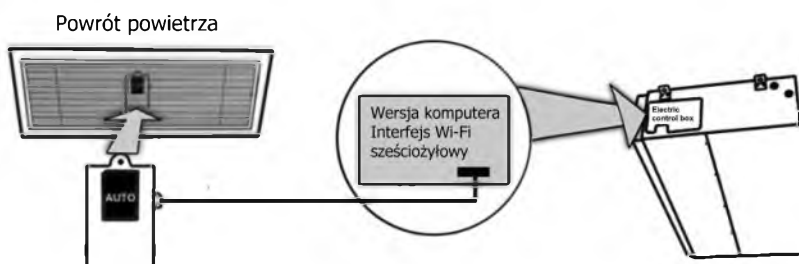 Powrót powietrza
Wersja komputera
Interfejs Wi-Fi
sześciożyłowy
Electric
control box
AUTO